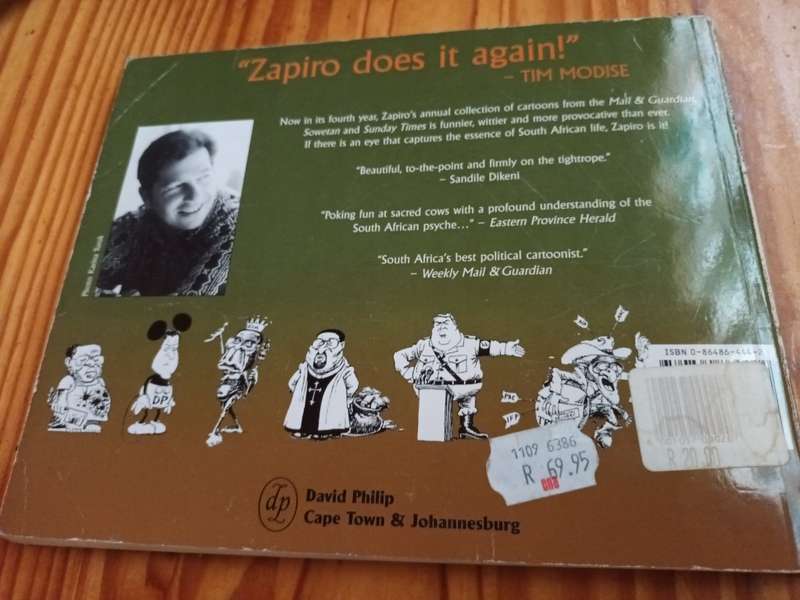 “Zapiro does it again!”
– TIM MODISE
Now in its fourth year, Zapiro's annual collection of cartoons from the Mail & Guardian,
Sowetan and Sunday Times is funnier, wittier and more provocative than ever.
If there is an eye that captures the essence of South African life, Zapiro is it!
“Beautiful, to-the-point and firmly on the tightrope.”
– Sandile Dikeni
“Poking fun at sacred cows with a profound understanding of the
South African psyche…” – Eastern Province Herald
“South Africa's best political cartoonist.”
– Weekly Mail & Guardian
DP
PAC
IFP
ISBN 0-86486-444-2
1109 6386
R 69.95
cna
dp
David Philip
Cape Town & Johannesburg